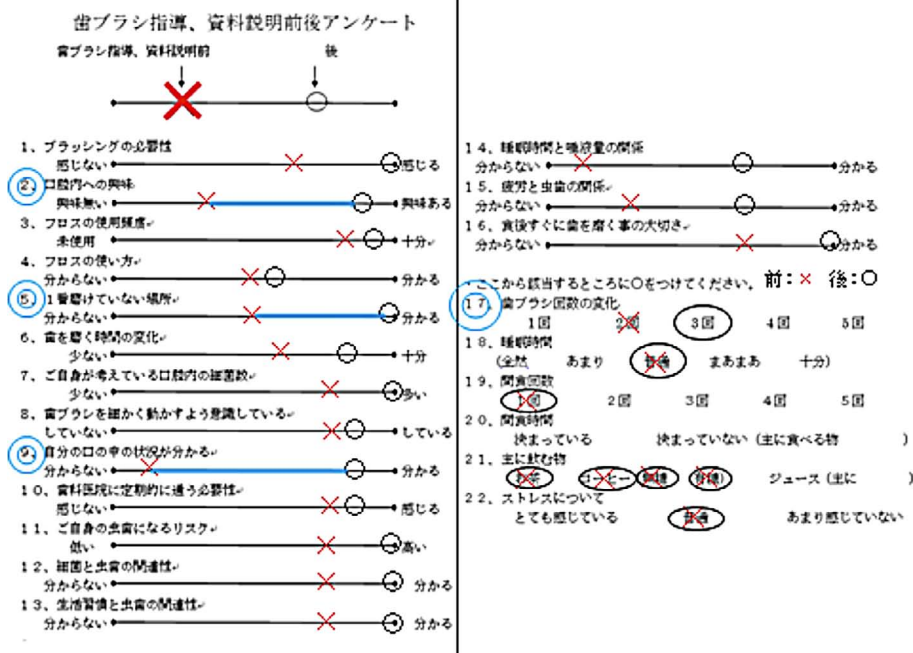 歯ブラシ指導、資料説明前後アンケート
歯ブラシ指導、資料説明前 後
1、ブラッシングの必要性
感じない 感じる
2、口腔内への興味
興味無い 興味ある
3、フロスの使用頻度
未使用 十分
4、フロスの使い方
分からない 分かる
5、1番磨けていない場所
分からない 分かる
6、歯を磨く時間の変化
少ない 十分
7、ご自身が考えている口腔内の細菌数
少ない 多い
8、歯ブラシを細かく動かすよう意識している
していない している
9、自分の口の中の状況が分かる
分からない 分かる
10、歯科医院に定期的に通う必要性
感じない 感じる
11、ご自身の虫歯になるリスク
低い 高い
12、細菌と虫歯の関連性
分からない 分かる
13、生活習慣と虫歯の関連性
分からない 分かる
14、睡眠時間と唾液量の関係
分からない 分かる
15、疲労と虫歯の関係
分からない 分かる
16、食後すぐに歯を磨く事の大切さ
分からない 分かる
・ここから該当するところに○をつけてください。 前:× 後:○
17、歯ブラシ回数の変化
1回 2回 3回 4回 5回
18、睡眠時間
(全然 あまり 普通 まあまあ 十分)
19、間食回数
1回 2回 3回 4回 5回
20、間食時間
決まっている 決まっていない (主に食べる物 )
21、主に飲む物
お茶 コーヒー ジュース (主に )
22、ストレスについて
とても感じている 普通 あまり感じていない